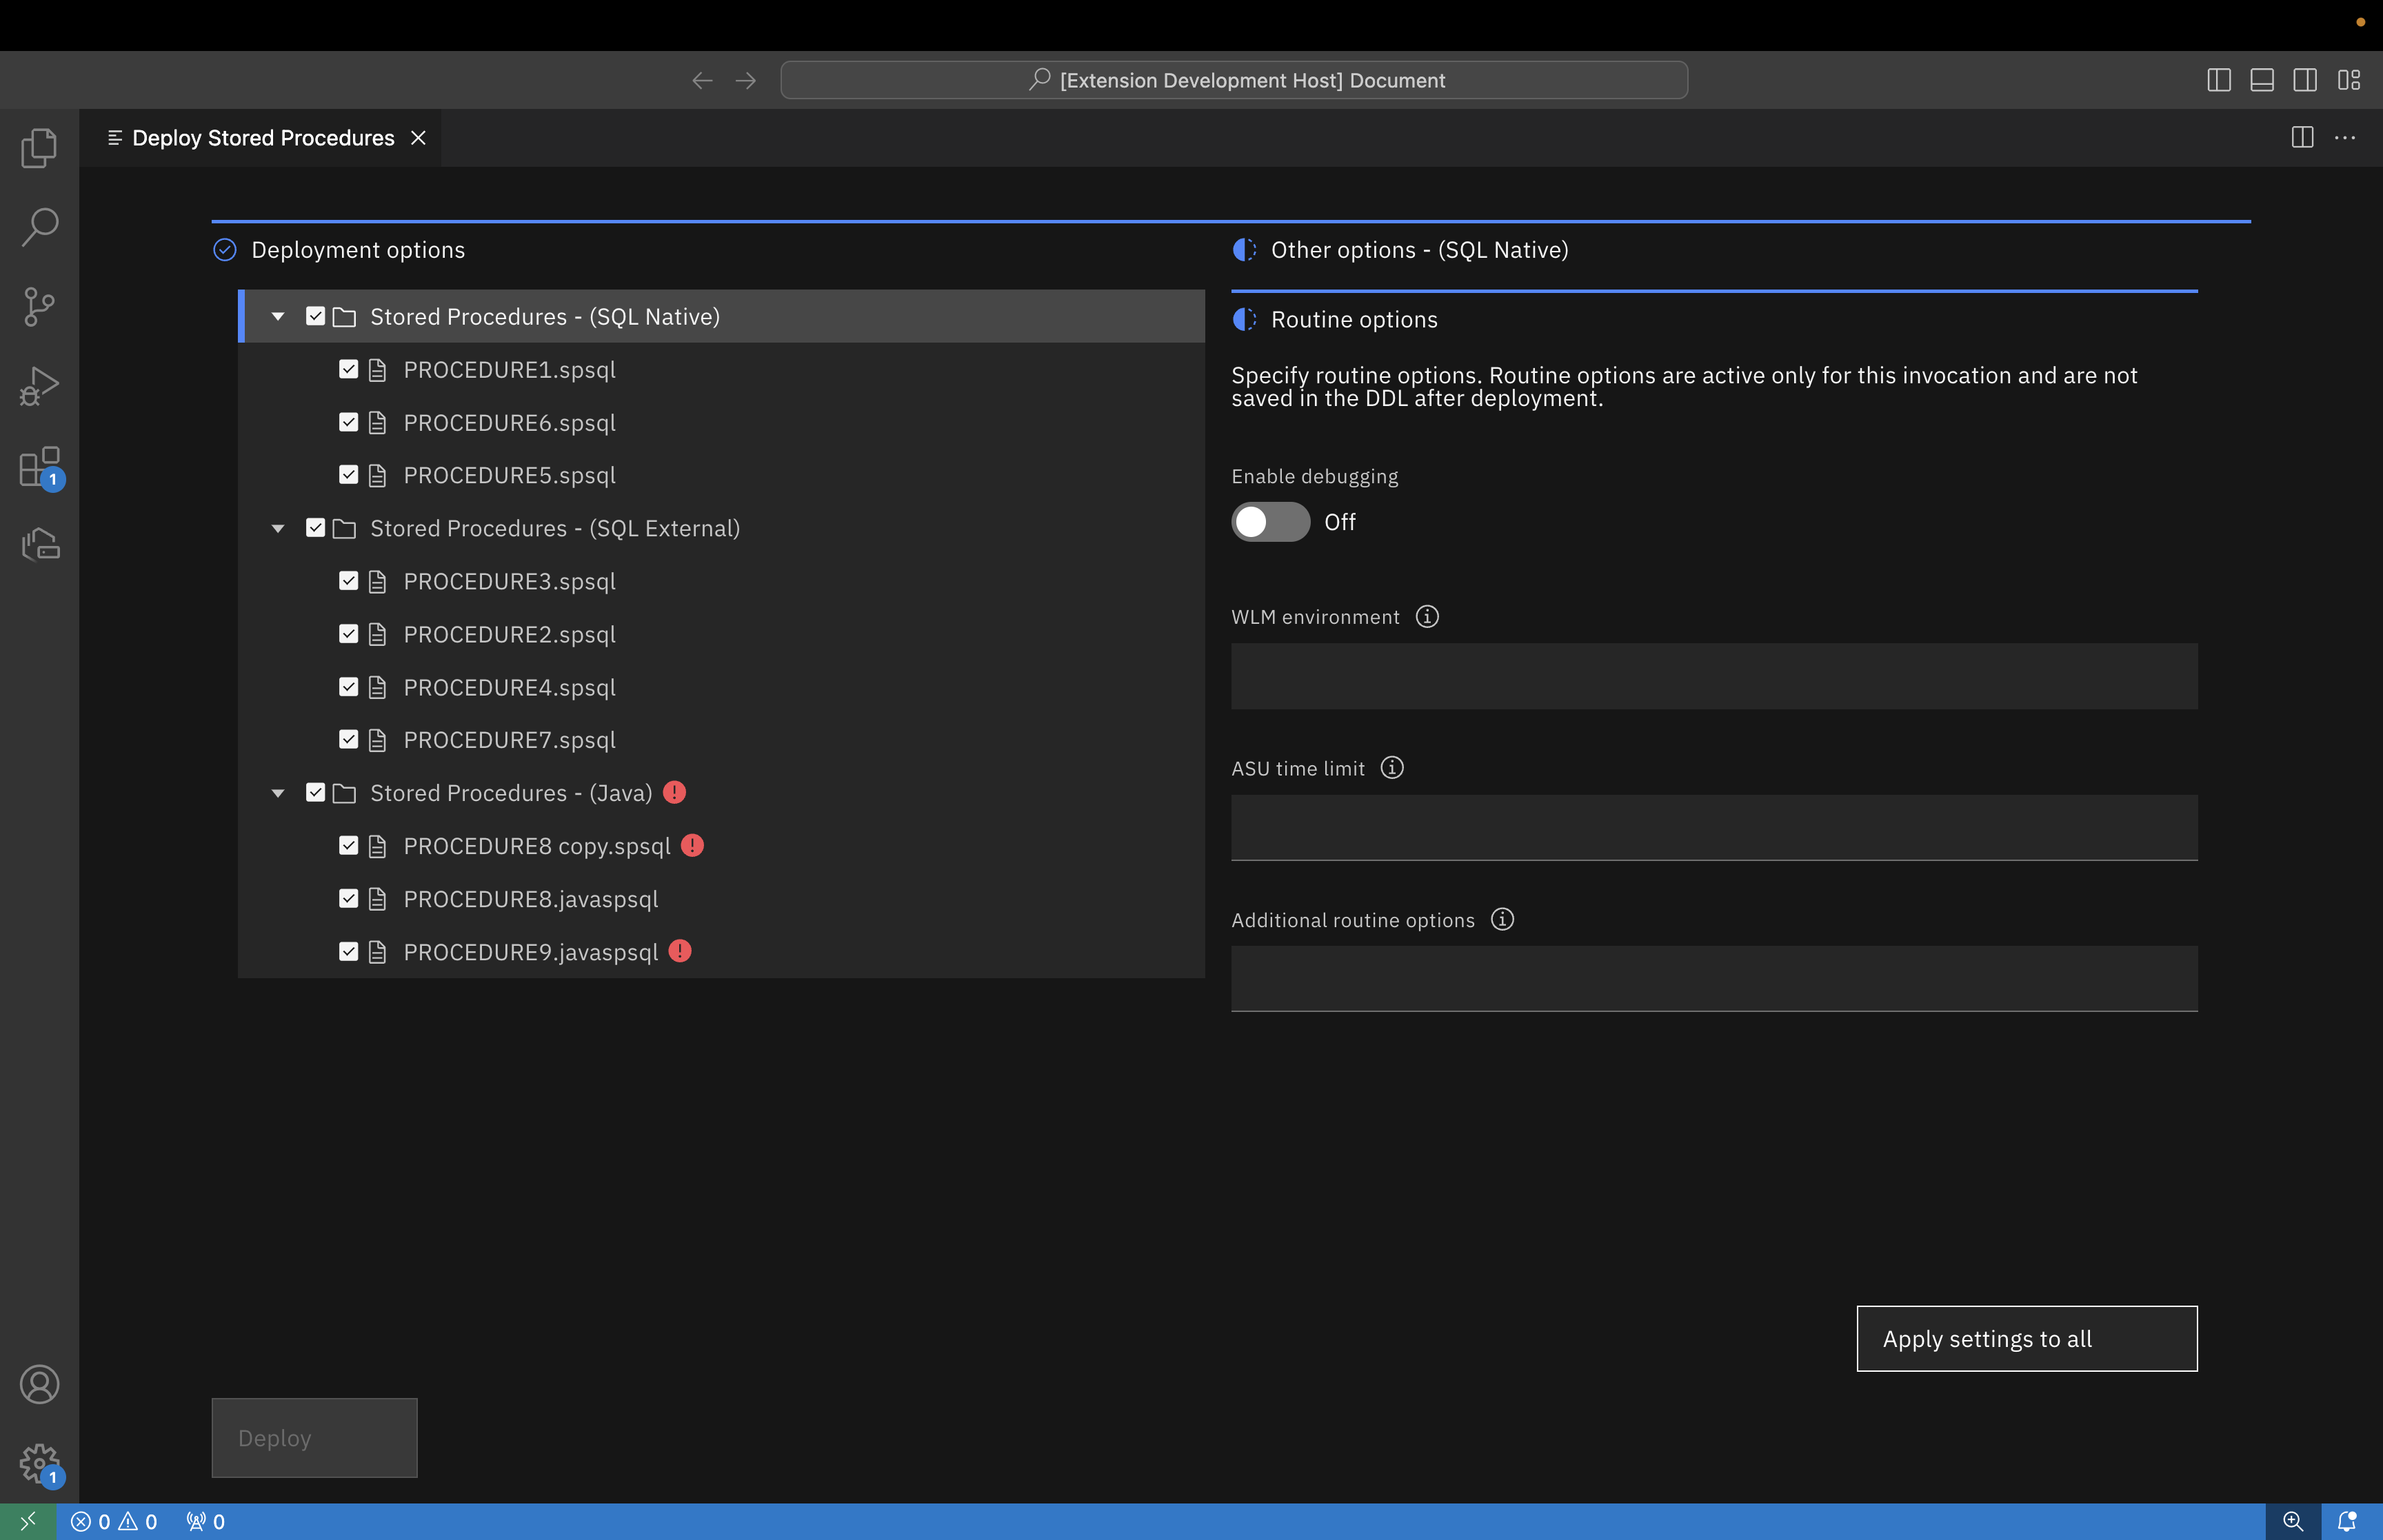 [Extension Development Host] Document
Deploy Stored Procedures
Deployment options
Stored Procedures - (SQL Native)
PROCEDURE1.spsql
PROCEDURE6.spsql
PROCEDURE5.spsql
Stored Procedures - (SQL External)
PROCEDURE3.spsql
PROCEDURE2.spsql
PROCEDURE4.spsql
PROCEDURE7.spsql
Stored Procedures - (Java)
PROCEDURE8 copy.spsql
PROCEDURE8.javaspsql
PROCEDURE9.javaspsql
Other options - (SQL Native)
Routine options
Specify routine options. Routine options are active only for this invocation and are not
saved in the DDL after deployment.
Enable debugging
Off
WLM environment
ASU time limit
Additional routine options
Apply settings to all
Deploy
1
1
0 0 0